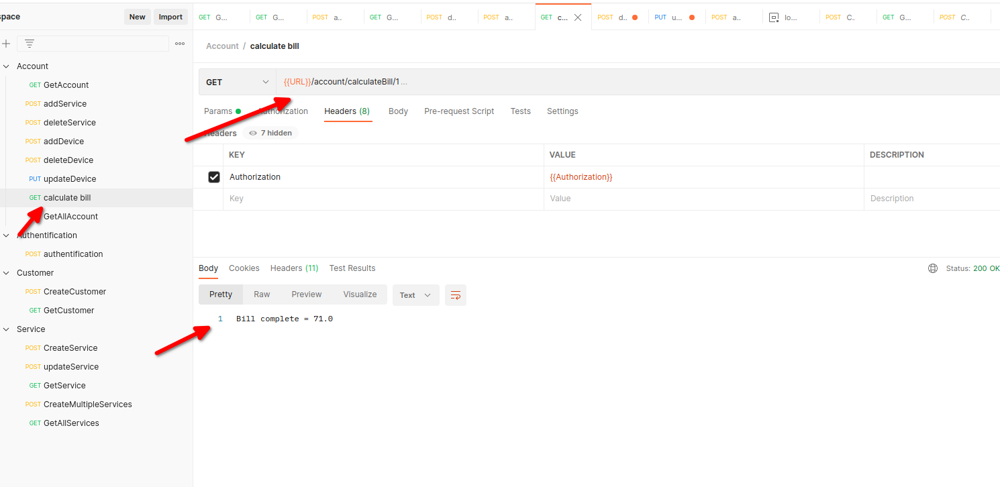 space
New
Import
GET G...
GET G...
POST a..
GET G...
POST d..
POST a..
GET c...
POST d..
PUT u...
POST a..
lo...
POST C..
GET G...
POST C..
Account
GET GetAccount
POST addService
POST deleteService
POST addDevice
POST deleteDevice
PUT updateDevice
GET calculate bill
GetAllAccount
Authentification
POST authentification
Customer
POST CreateCustomer
GET GetCustomer
Service
POST CreateService
POST updateService
GET GetService
POST CreateMultipleServices
GET GetAllServices
Account / calculate bill
GET
{{URL}}/account/calculateBill/1 ...
Params
Authorization
Headers (8)
Body
Pre-request Script
Tests
Settings
Headers
7 hidden
KEY
VALUE
DESCRIPTION
Authorization
{{Authorization}}
Key
Value
Description
Body
Cookies
Headers (11)
Test Results
Status: 200 OK
Pretty
Raw
Preview
Visualize
Text
1 Bill complete = 71.0